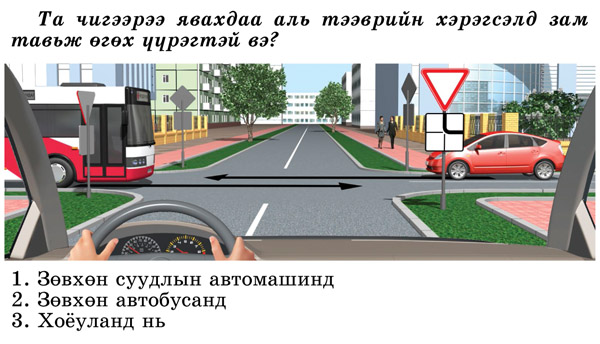 Та чигээрээ явахдаа аль тээврийн хэрэгсэлд зам
тавьж өгөх үүрэгтэй вэ?
1. Зөвхөн суудлын автомашинд
2. Зөвхөн автобусанд
3. Хоёуланд нь